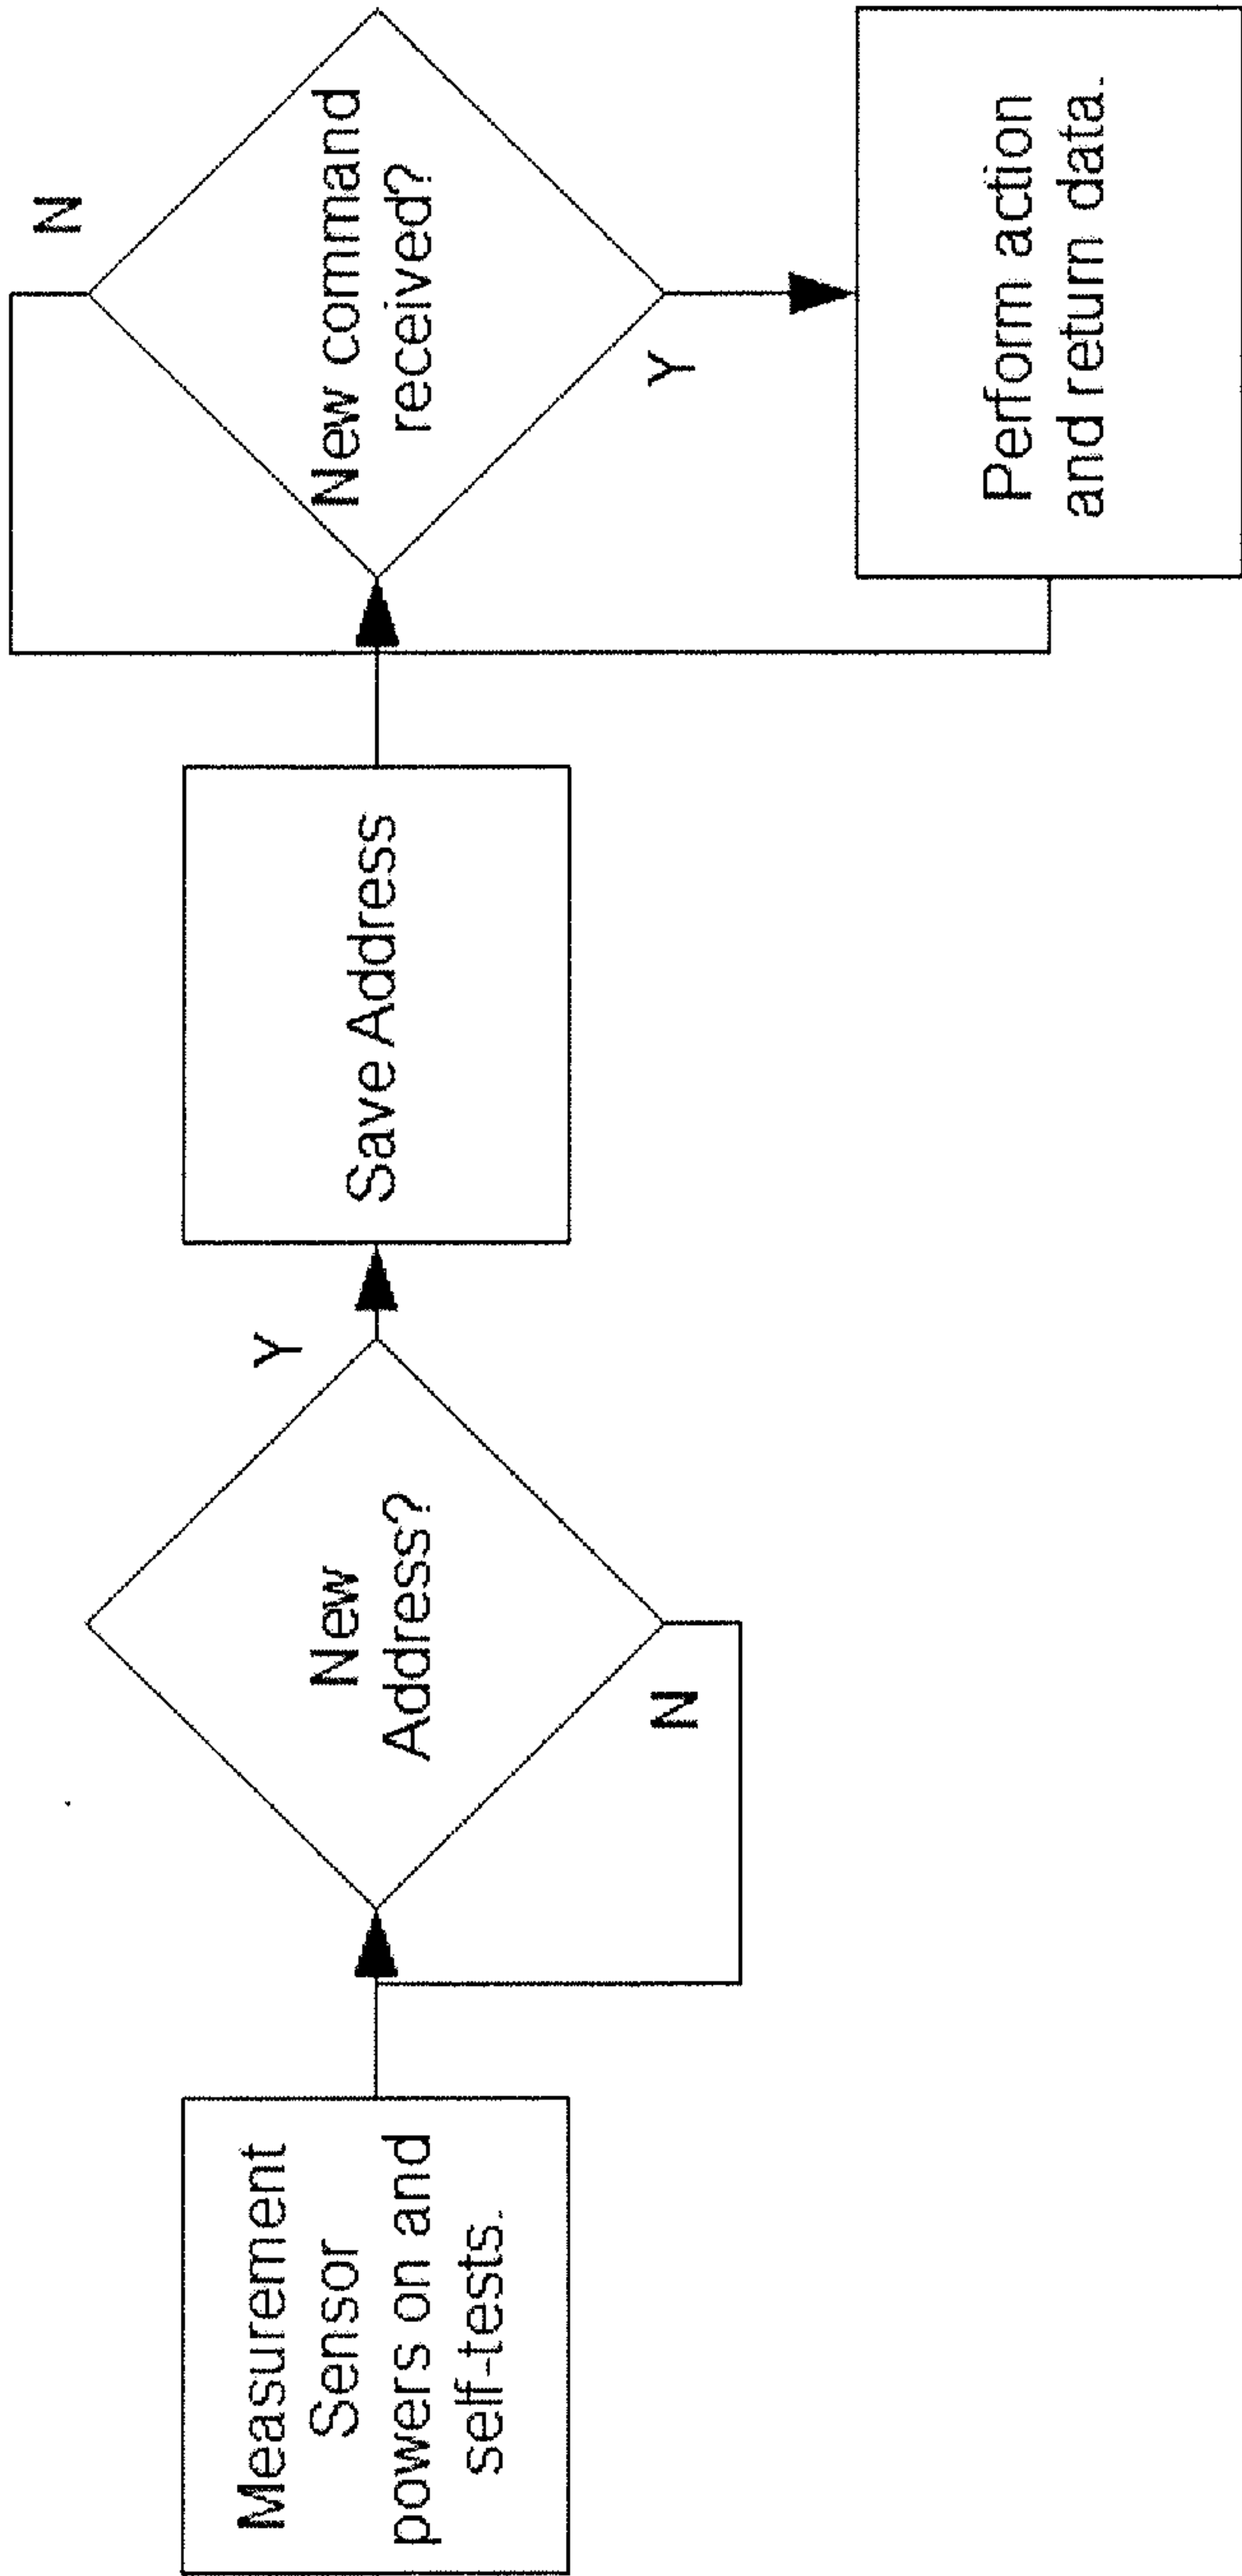 Measurement
Sensor
powers on and
self-tests.
New
Address?
Y
N
Save Address
New command
received?
N
Y
Perform action
and return data.